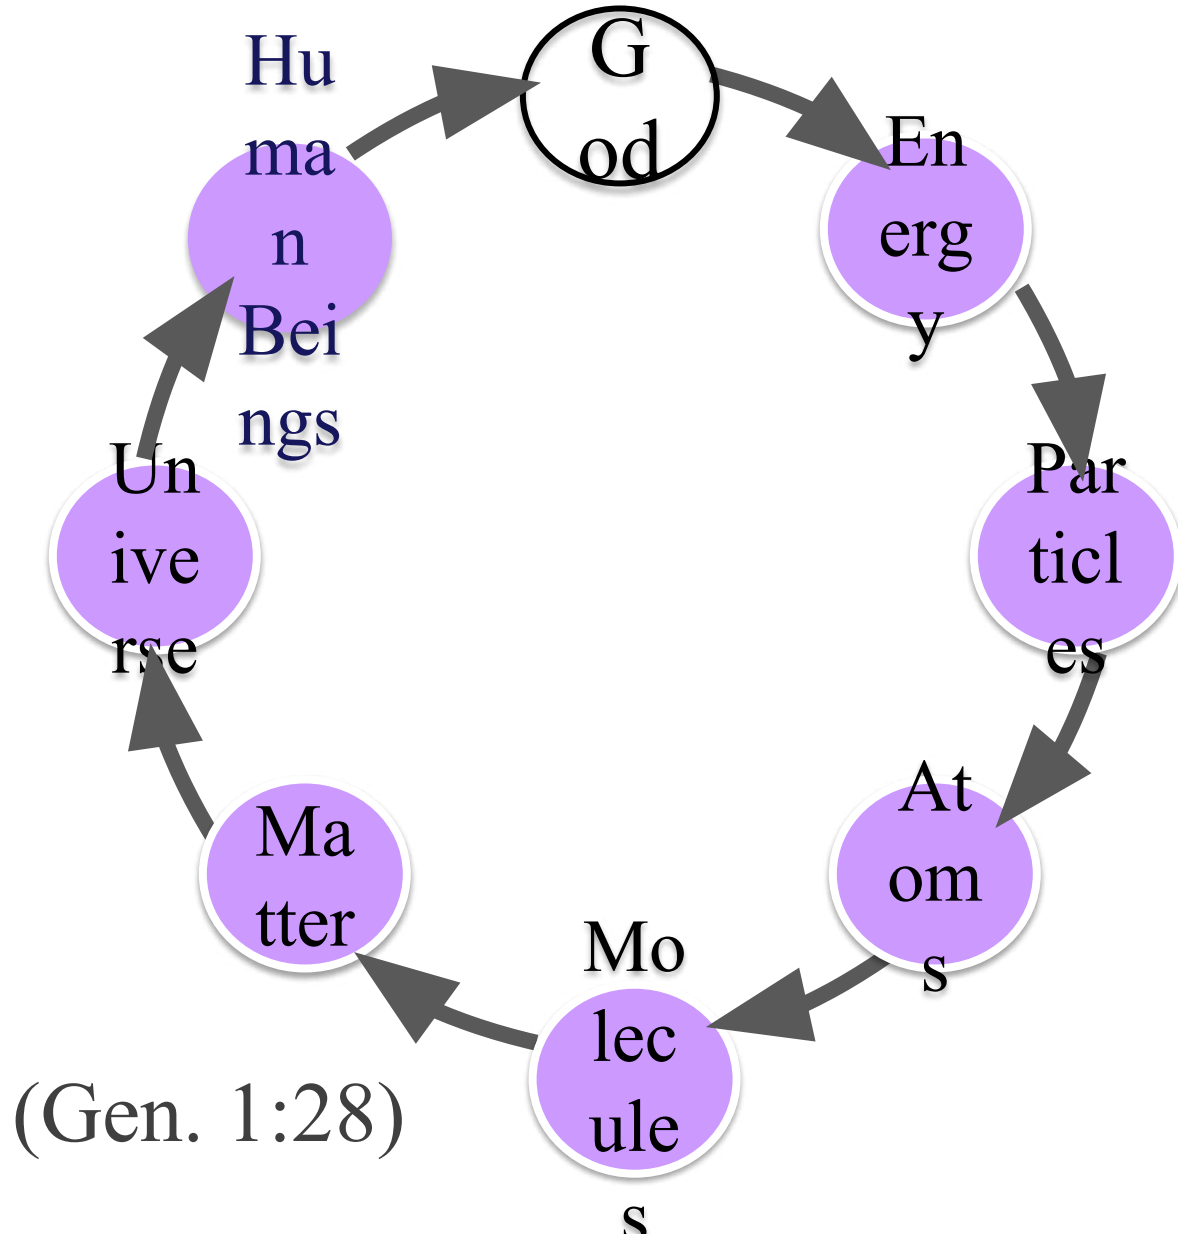 G
od
En
erg
y
Par
ticl
es
At
om
s
Mo
lec
ule
s
Ma
tter
Un
ive
rse
Hu
ma
n
Bei
ngs
(Gen. 1:28)